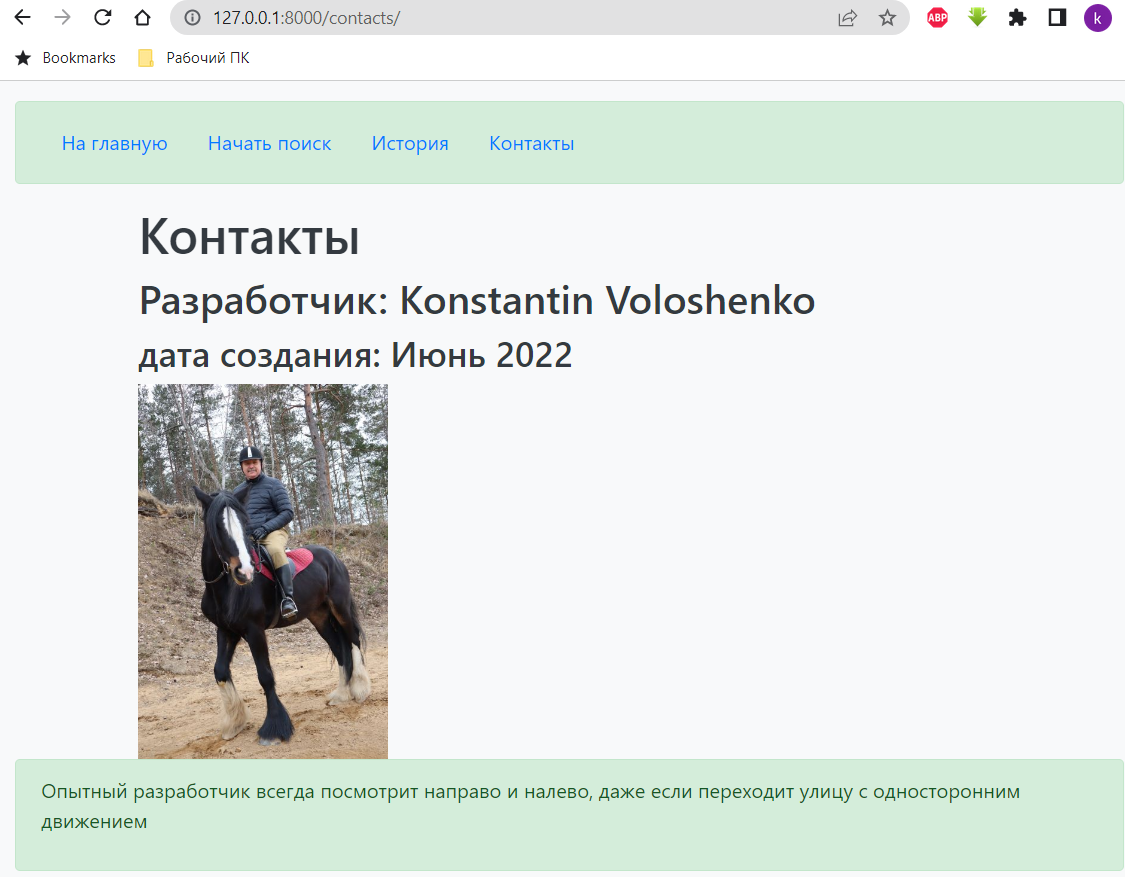 127.0.0.1:8000/contacts/
ABP
k
Bookmarks
Рабочий ПК
На главную Начать поиск История Контакты
Контакты
Разработчик: Konstantin Voloshenko
дата создания: Июнь 2022
Опытный разработчик всегда посмотрит направо и налево, даже если переходит улицу с односторонним
движением